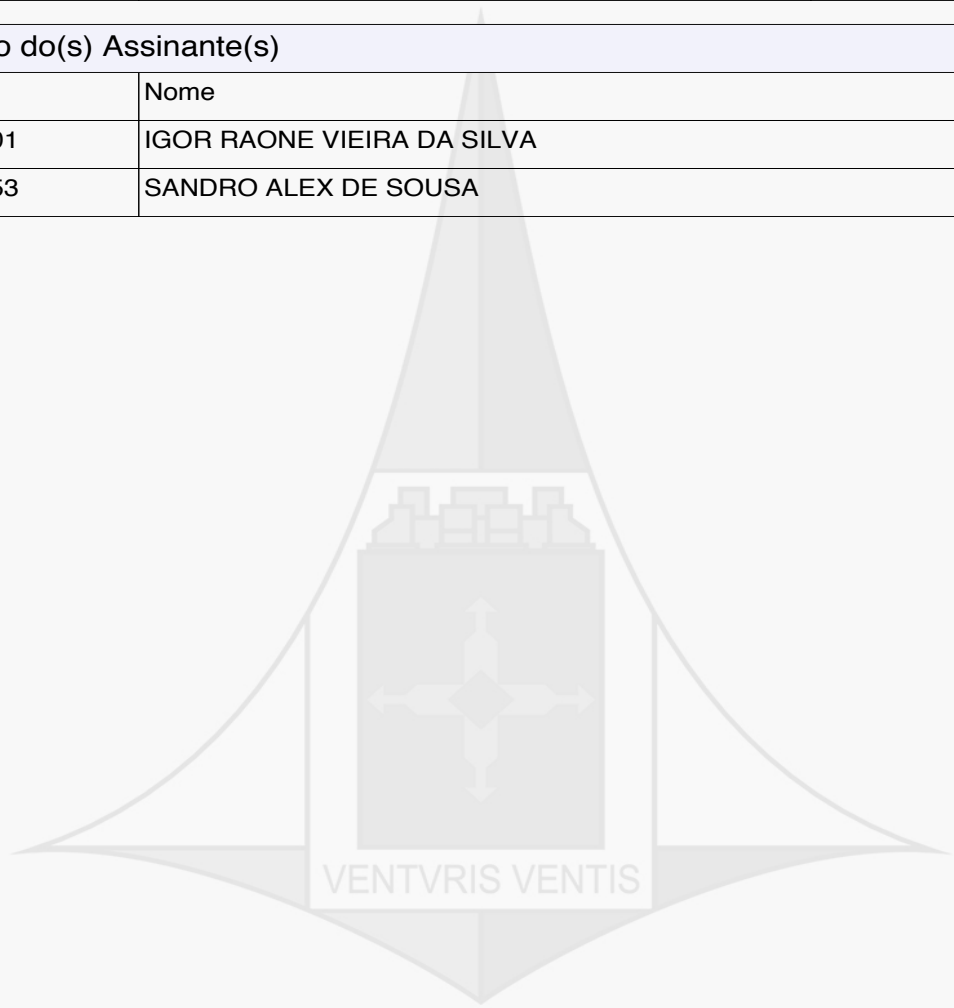 o do(s) Assinante(s)
Nome
01 IGOR RAONE VIEIRA DA SILVA
53 SANDRO ALEX DE SOUSA
VENTVRIS VENTIS